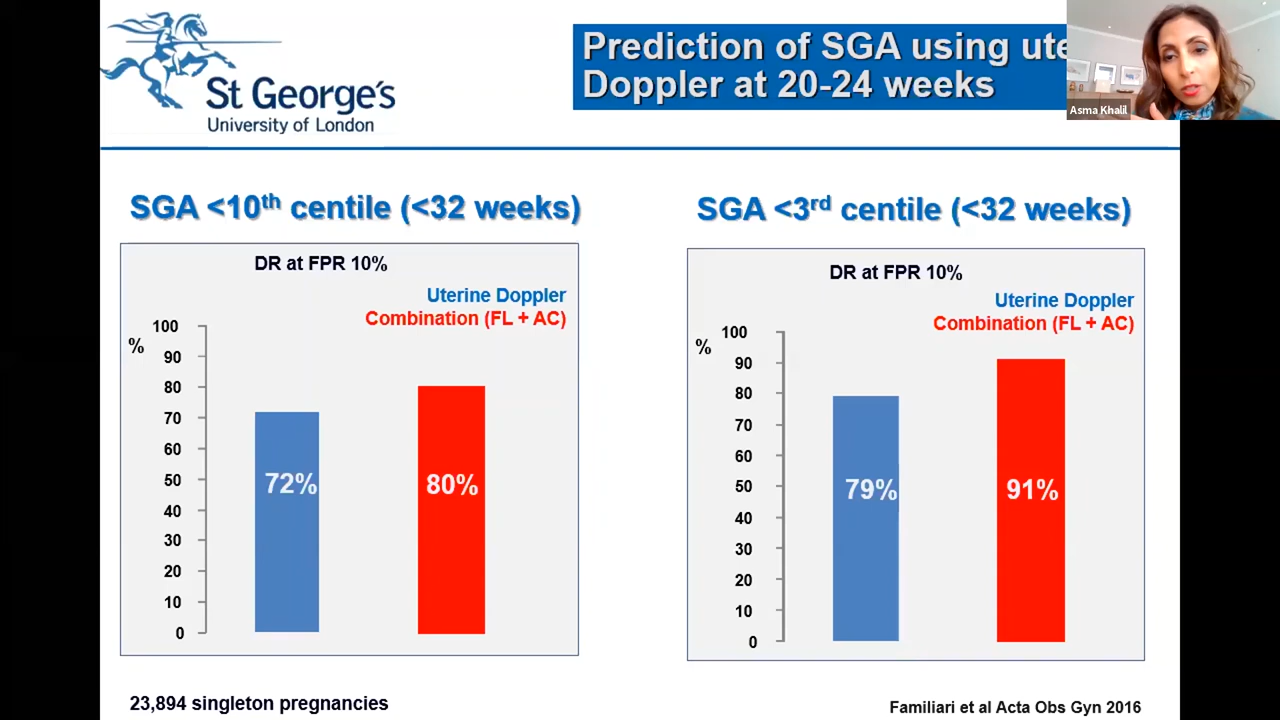 St George's
University of London
Prediction of SGA using ute
Doppler at 20-24 weeks
Asma Khalil
SGA <10th centile (<32 weeks)
DR at FPR 10%
Uterine Doppler
Combination (FL + AC)
%
100
90
80
70
60
50
40
30
20
10
0
72%
80%
SGA <3rd centile (<32 weeks)
DR at FPR 10%
Uterine Doppler
Combination (FL + AC)
%
100
90
80
70
60
50
40
30
20
10
0
79%
91%
23,894 singleton pregnancies
Familiari et al Acta Obs Gyn 2016